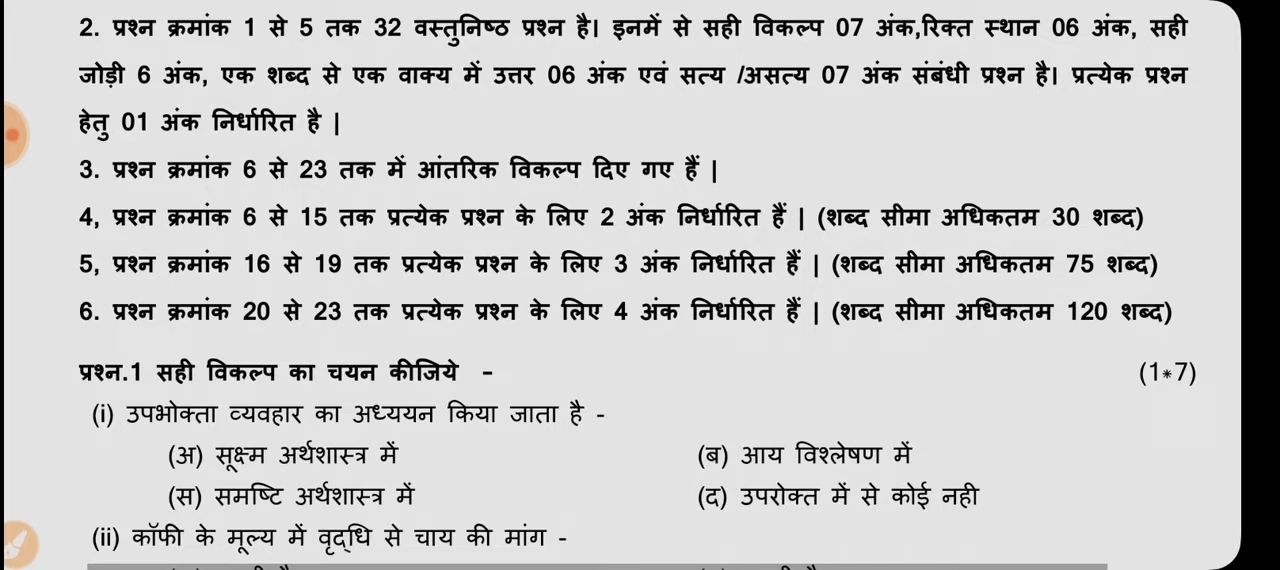 2. प्रश्न क्रमांक 1 से 5 तक 32 वस्तुनिष्ठ प्रश्न है। इनमें से सही विकल्प 07 अंक,रिक्त स्थान 06 अंक, सही
जोड़ी 6 अंक, एक शब्द से एक वाक्य में उत्तर 06 अंक एवं सत्य /असत्य 07 अंक संबंधी प्रश्न है। प्रत्येक प्रश्न
हेतु 01 अंक निर्धारित है |
3. प्रश्न क्रमांक 6 से 23 तक में आंतरिक विकल्प दिए गए हैं |
4, प्रश्न क्रमांक 6 से 15 तक प्रत्येक प्रश्न के लिए 2 अंक निर्धारित हैं | (शब्द सीमा अधिकतम 30 शब्द)
5, प्रश्न क्रमांक 16 से 19 तक प्रत्येक प्रश्न के लिए 3 अंक निर्धारित हैं | (शब्द सीमा अधिकतम 75 शब्द)
6. प्रश्न क्रमांक 20 से 23 तक प्रत्येक प्रश्न के लिए 4 अंक निर्धारित हैं | (शब्द सीमा अधिकतम 120 शब्द)
प्रश्न.1 सही विकल्प का चयन कीजिये - (1*7)
(i) उपभोक्ता व्यवहार का अध्ययन किया जाता है -
(अ) सूक्ष्म अर्थशास्त्र में (ब) आय विश्लेषण में
(स) समष्टि अर्थशास्त्र में (द) उपरोक्त में से कोई नही
(ii) कॉफी के मूल्य में वृद्धि से चाय की मांग -